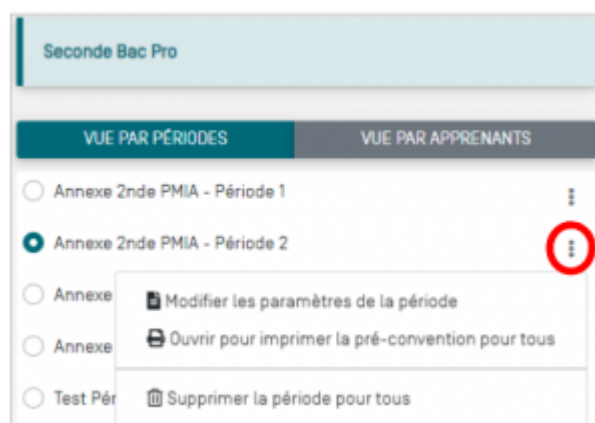 Seconde Bac Pro
VUE PAR PÉRIODES VUE PAR APPRENANTS
Annexe 2nde PMIA - Période 1
Annexe 2nde PMIA - Période 2
Annexe
Modifier les paramètres de la période
Ouvrir pour imprimer la pré-convention pour tous
Annexe
Test Pér
Supprimer la période pour tous